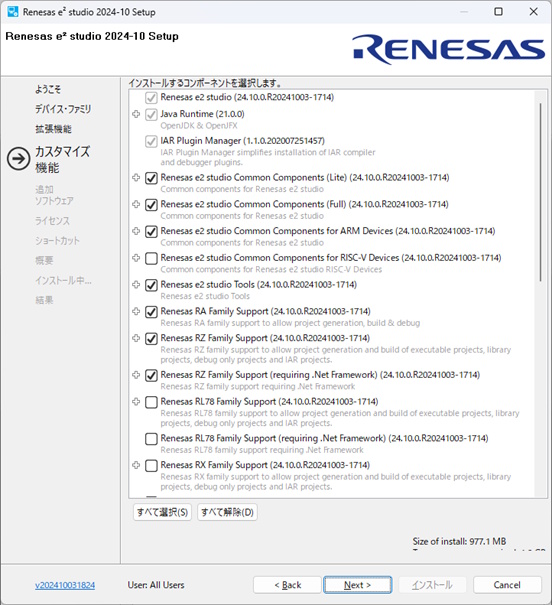 Renesas e² studio 2024-10 Setup
Renesas e² studio 2024-10 Setup
RENESAS
ようこそ
デバイス・ファミリ
拡張機能
カスタマイズ
機能
追加
ソフトウェア
ライセンス
ショートカット
概要
インストール中...
結果
インストールするコンポーネントを選択します。
Renesas e2 studio (24.10.0.R20241003-1714)
Java Runtime (21.0.0)
OpenJDK & OpenJFX
IAR Plugin Manager (1.1.0.202007251457)
IAR Plugin Manager simplifies installation of IAR compiler
and debugger plugins.
Renesas e2 studio Common Components (Lite) (24.10.0.R20241003-1714)
Common components for Renesas e2 studio
Renesas e2 studio Common Components (Full) (24.10.0.R20241003-1714)
Common components for Renesas e2 studio
Renesas e2 studio Common Components for ARM Devices (24.10.0.R20241003-1714)
Common components for Renesas e2 studio
Renesas e2 studio Common Components for RISC-V Devices (24.10.0.R20241003-1714)
Common components for Renesas e2 studio RISC-V Devices
Renesas e2 studio Tools (24.10.0.R20241003-1714)
Renesas e2 studio Tools
Renesas RA Family Support (24.10.0.R20241003-1714)
Renesas RA family support to allow project generation, build & debug
Renesas RZ Family Support (24.10.0.R20241003-1714)
Renesas RZ family support to allow project generation and build of executable projects, library
projects, debug only projects and IAR projects.
Renesas RZ Family Support (requiring .Net Framework) (24.10.0.R20241003-1714)
Renesas RZ family support requiring .Net Framework
Renesas RL78 Family Support (24.10.0.R20241003-1714)
Renesas RL78 family support to allow project generation and build of executable projects, library
projects, debug only projects and IAR projects.
Renesas RL78 Family Support (requiring .Net Framework) (24.10.0.R20241003-1714)
Renesas RL78 family support requiring .Net Framework
Renesas RX Family Support (24.10.0.R20241003-1714)
Renesas RX family support to allow project generation and build of executable projects, library
projects, debug only projects and IAR projects.
すべて選択(S) すべて解除(D)
Size of install: 977.1 MB
v202410031824 User: All Users < Back Next > インストール Cancel